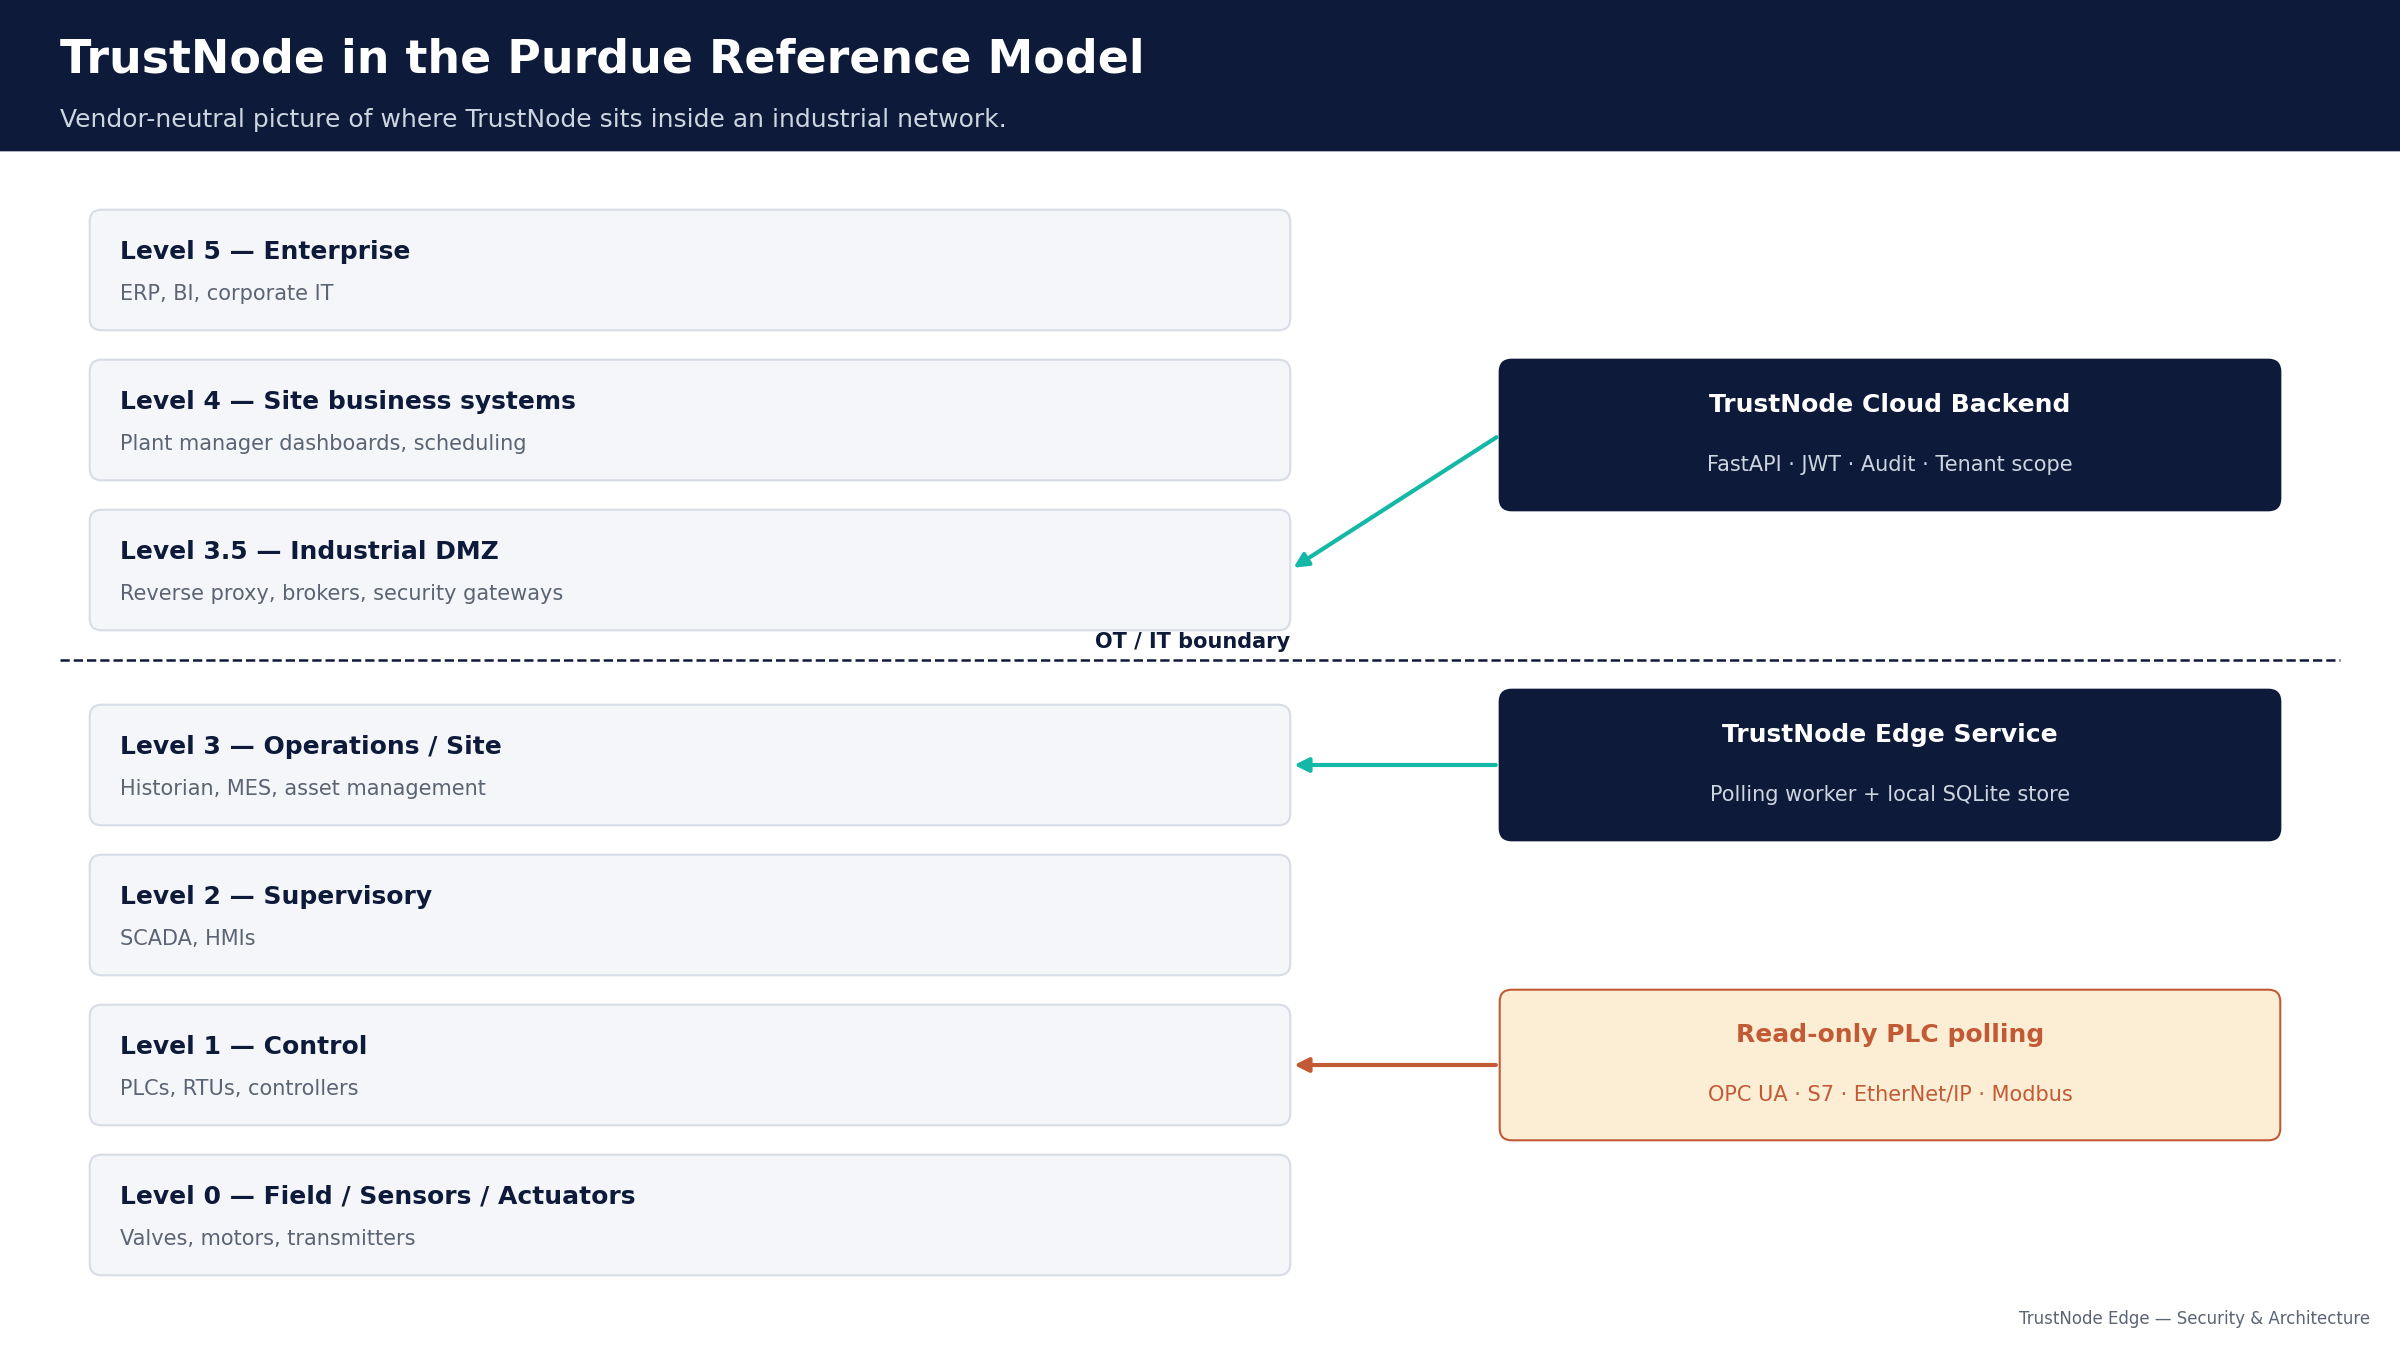 TrustNode in the Purdue Reference Model
Vendor-neutral picture of where TrustNode sits inside an industrial network.
Level 5 — Enterprise
ERP, BI, corporate IT
Level 4 — Site business systems
Plant manager dashboards, scheduling
TrustNode Cloud Backend
FastAPI · JWT · Audit · Tenant scope
Level 3.5 — Industrial DMZ
Reverse proxy, brokers, security gateways
OT / IT boundary
Level 3 — Operations / Site
Historian, MES, asset management
TrustNode Edge Service
Polling worker + local SQLite store
Level 2 — Supervisory
SCADA, HMIs
Level 1 — Control
PLCs, RTUs, controllers
Read-only PLC polling
OPC UA · S7 · EtherNet/IP · Modbus
Level 0 — Field / Sensors / Actuators
Valves, motors, transmitters
TrustNode Edge — Security & Architecture